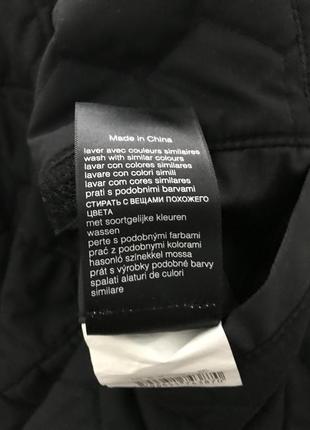 Made in China
laver avec couleurs similaires
wash with similar colours
lavar con colores similares
lavare con colori simili
lavar com cores similares
prati s podobnimi barvami
СТИРАТЬ С ВЕЩАМИ ПОХОЖЕГО
ЦВЕТА
met soortgelijke kleuren
wassen
perte s podobnými farbami
prać z podobnymi kolorami
hasonló színekkel mossa
prát s výrobky podobné barvy
spalati alaturi de culori
similare